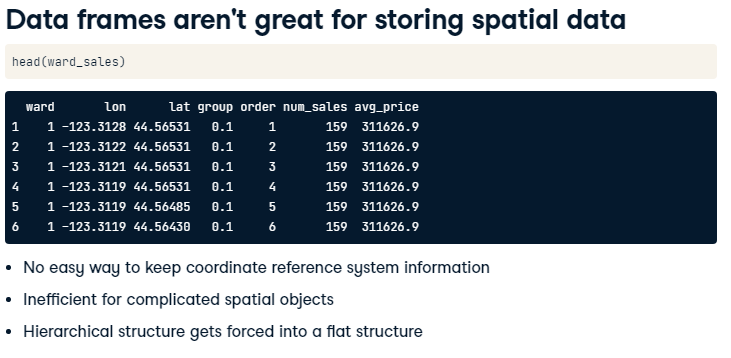 Data frames aren't great for storing spatial data
head(ward_sales)
ward lon lat group order num_sales avg_price
1 1 -123.3128 44.56531 0.1 1 159 311626.9
2 1 -123.3122 44.56531 0.1 2 159 311626.9
3 1 -123.3121 44.56531 0.1 3 159 311626.9
4 1 -123.3119 44.56531 0.1 4 159 311626.9
5 1 -123.3119 44.56485 0.1 5 159 311626.9
6 1 -123.3119 44.56430 0.1 6 159 311626.9
• No easy way to keep coordinate reference system information
• Inefficient for complicated spatial objects
• Hierarchical structure gets forced into a flat structure